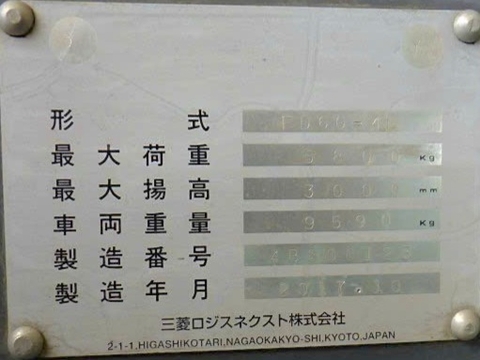 形 式
最 大 荷 重 Kg
最 大 揚 高 3000 mm
車 両 重 量 9590 Kg
製 造 番 号
製 造 年 月
三菱ロジスネクスト株式会社
2-1-1,HIGASHIKOTARI,NAGAOKAKYO-SHI,KYOTO,JAPAN